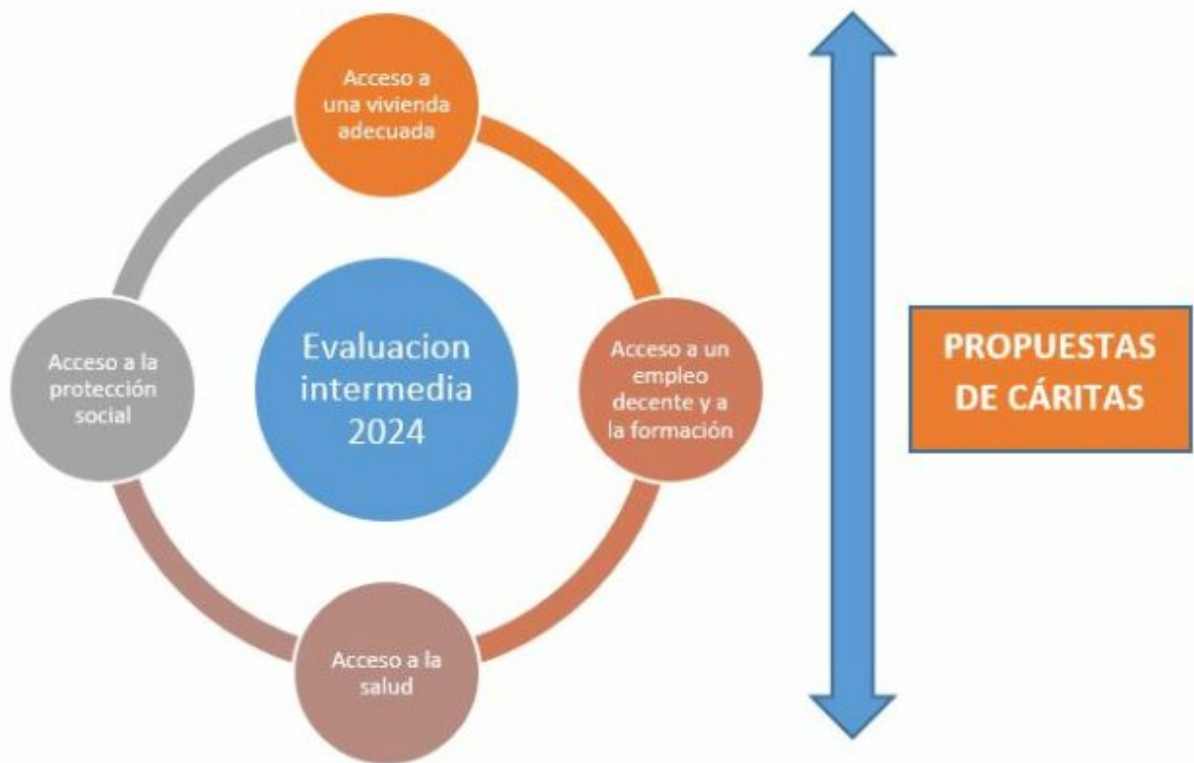 Acceso a
una vivienda
adecuada
Acceso a la
protección
social
Evaluacion
intermedia
2024
Acceso a un
empleo
decente y a
la formación
Acceso a la
salud
PROPUESTAS
DE CÁRITAS